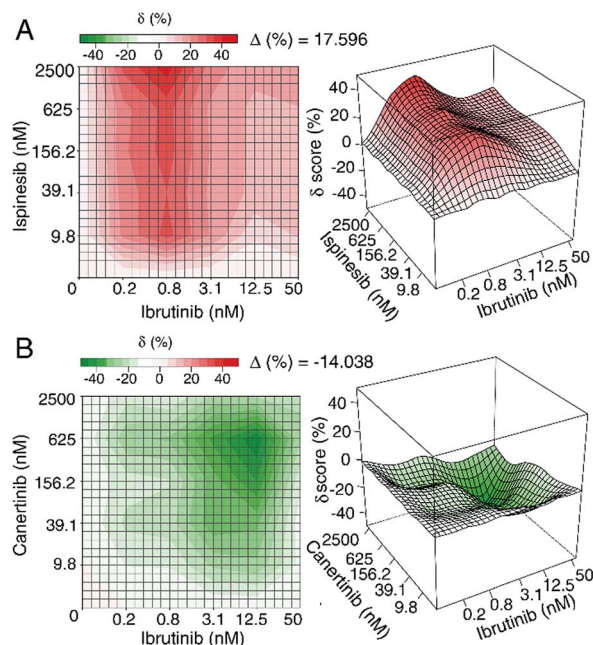 A
δ (%)
-40 -20 0 20 40
Δ (%) = 17.596
2500
625
156.2
39.1
9.8
Ispinesib (nM)
0.2 0.8 3.1 12.5 50
Ibrutinib (nM)
δ score (%)
40
20
0
-20
-40
2500
625
156.2
39.1
9.8
Ispinesib (nM)
0.2 0.8 3.1 12.5 50
Ibrutinib (nM)
B
δ (%)
-40 -20 0 20 40
Δ (%) = -14.038
2500
625
156.2
39.1
9.8
0
Canertinib (nM)
0.2 0.8 3.1 12.5 50
Ibrutinib (nM)
δ score (%)
40
20
0
-20
-40
2500
625
156.2
39.1
9.8
Canertinib (nM)
0.2 0.8 3.1 12.5 50
Ibrutinib (nM)